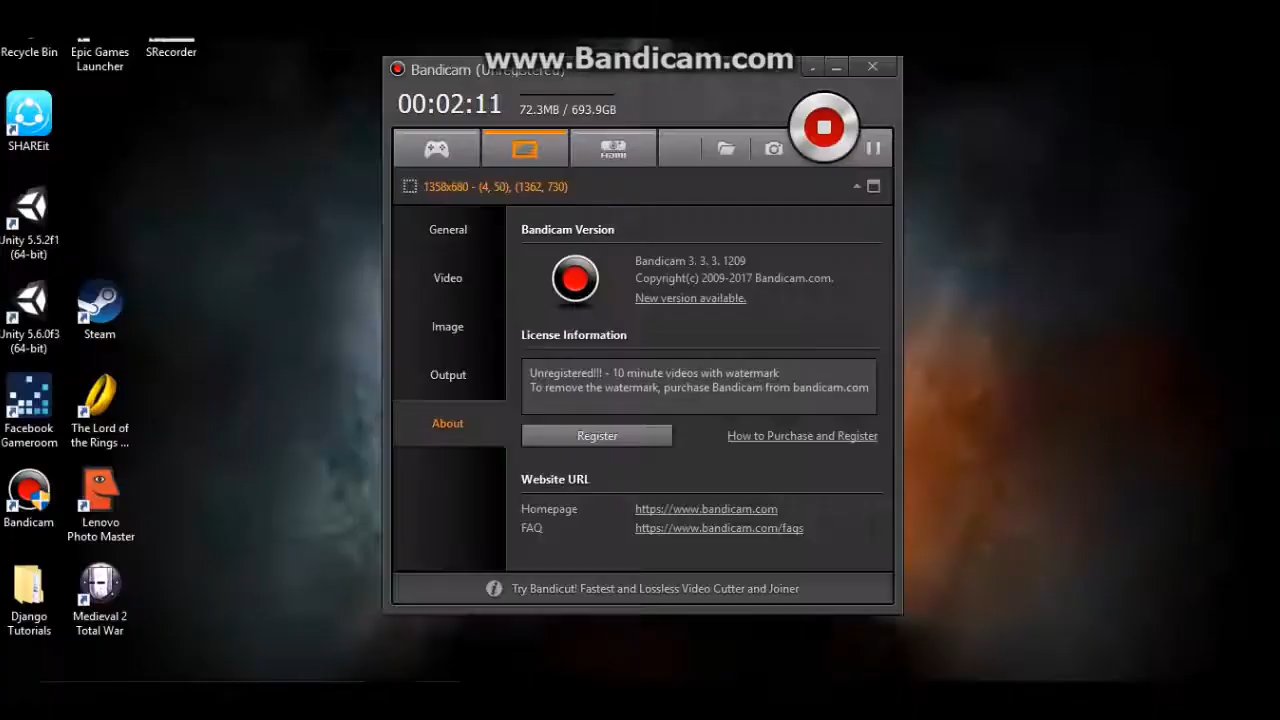 www.Bandicam.com
Recycle Bin
Epic Games
Launcher
SRecorder
SHAREit
Unity 5.5.2f1
(64-bit)
Unity 5.6.0f3
(64-bit)
Steam
Facebook
Gameroom
The Lord of
the Rings ...
Bandicam
Lenovo
Photo Master
Django
Tutorials
Medieval 2
Total War
Bandicam (Unregistered)
00:02:11
72.3MB / 693.9GB
HDMI
1358x680 - (4, 50), (1362, 730)
General
Video
Image
Output
About
Bandicam Version
Bandicam 3. 3. 3. 1209
Copyright(c) 2009-2017 Bandicam.com.
New version available.
License Information
Unregistered!!! - 10 minute videos with watermark
To remove the watermark, purchase Bandicam from bandicam.com
Register
How to Purchase and Register
Website URL
Homepage
https://www.bandicam.com
FAQ
https://www.bandicam.com/faqs
Try Bandicut! Fastest and Lossless Video Cutter and Joiner